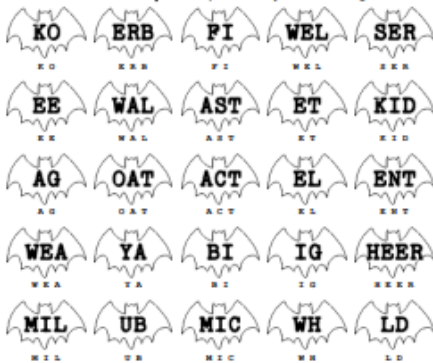 KO ERB FI WEL SER
KO ERB FI WEL SER
EE WAL AST ET KID
EE WAL AST ET KID
AG OAT ACT EL ENT
AG OAT ACT EL ENT
WEA YA BI IG HEER
WEA YA BI IG HEER
MIL UB MIC WH LD
MIL UB MIC WH LD